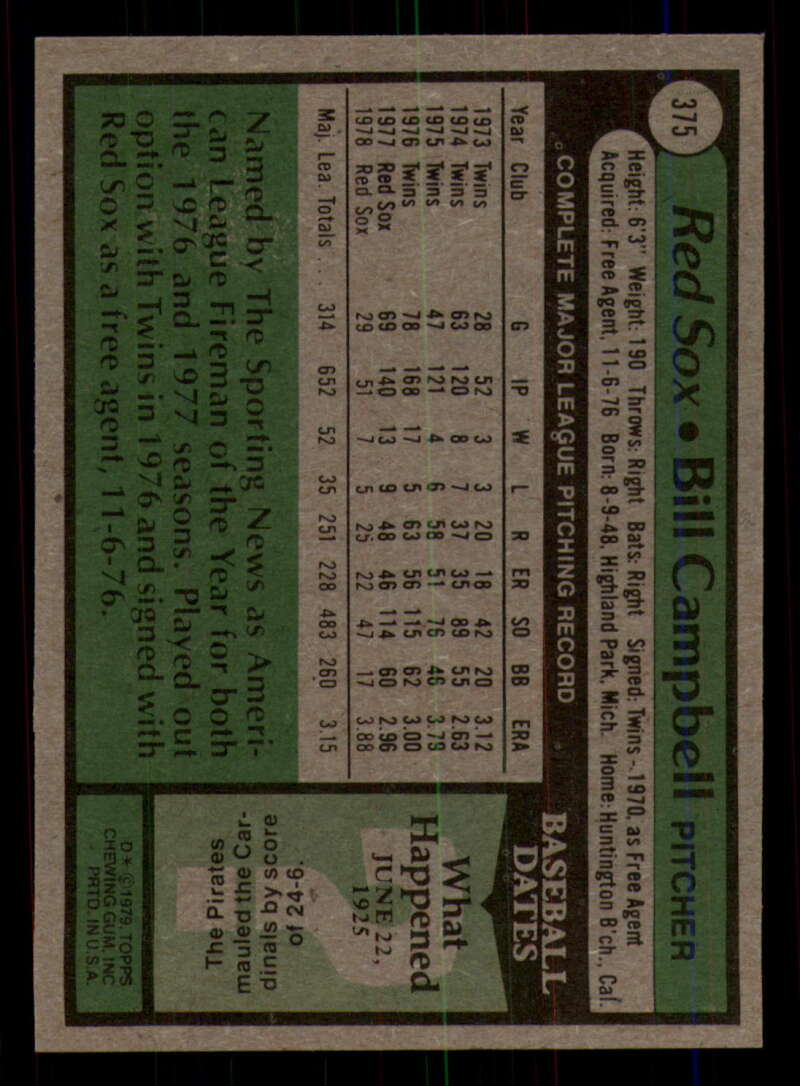 375
Red Sox • Bill Campbell PITCHER
Height: 6'3" Weight: 190 Throws: Right Bats: Right Signed: Twins - 1970, as Free Agent
Acquired: Free Agent, 11-6-76 Born: 8-9-48, Highland Park, Mich. Home: Huntington B'ch., Cal.
COMPLETE MAJOR LEAGUE PITCHING RECORD
Year Club G IP W L R ER SO BB ERA
1973 Twins 28 52 3 3 20 18 42 20 3.12
1974 Twins 63 120 8 7 37 35 89 55 2.63
1975 Twins 47 121 4 6 58 51 76 46 3.79
1976 Twins 78 168 17 5 63 56 115 62 3.00
1977 Red Sox 69 140 13 9 48 46 114 60 2.96
1978 Red Sox 29 51 7 5 25 22 47 17 3.88
Maj. Lea. Totals . . . 314 652 52 35 251 228 483 260 3.15
Named by The Sporting News as Ameri-
can League Fireman of the Year for both
the 1976 and 1977 seasons. Played out
option with Twins in 1976 and signed with
Red Sox as a free agent, 11-6-76.
BASEBALL
DATES
What
Happened
JUNE 22,
1925
The Pirates
mauled the Car-
dinals by score
of 24-6.
D * © 1979 TOPPS
CHEWING GUM, INC
PRTD. IN U.S.A.